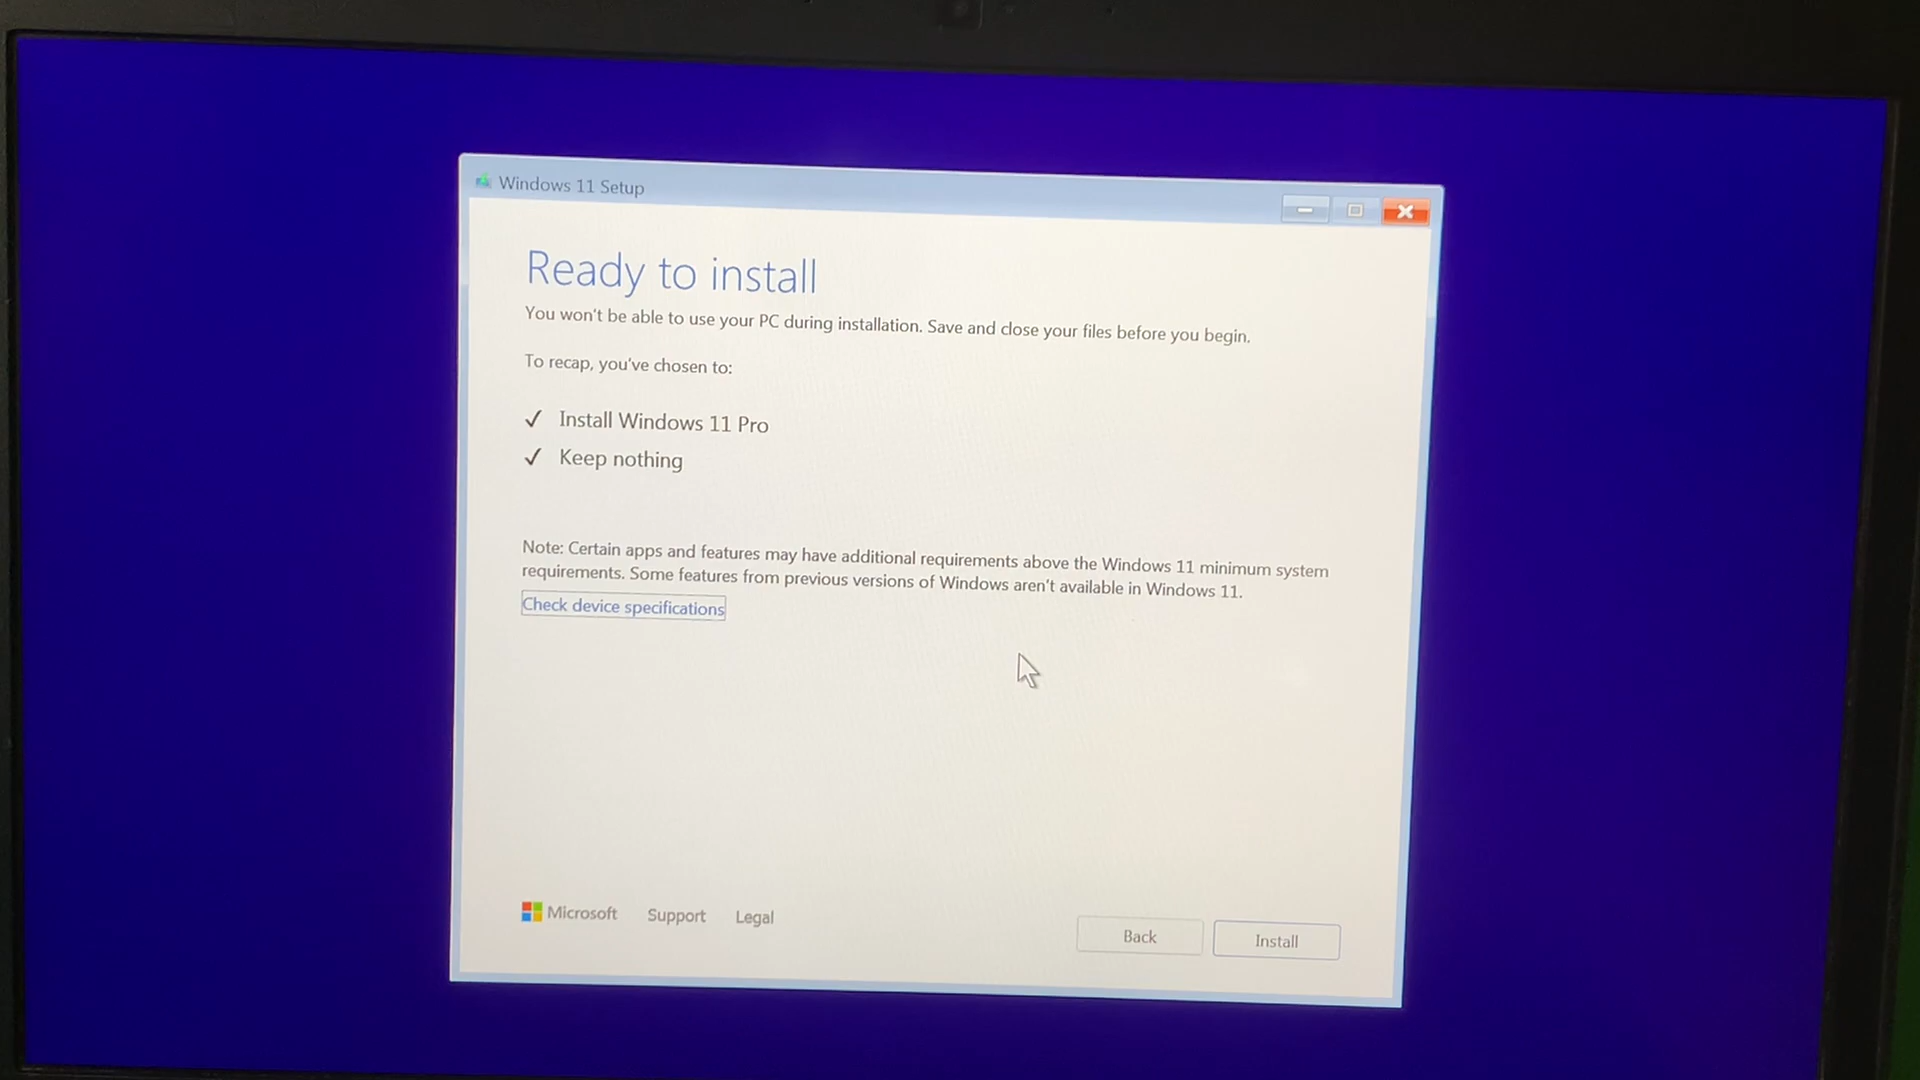 Windows 11 Setup
Ready to install
You won't be able to use your PC during installation. Save and close your files before you begin.
To recap, you've chosen to:
✓ Install Windows 11 Pro
✓ Keep nothing
Note: Certain apps and features may have additional requirements above the Windows 11 minimum system
requirements. Some features from previous versions of Windows aren't available in Windows 11.
Check device specifications
Microsoft Support Legal
Back Install